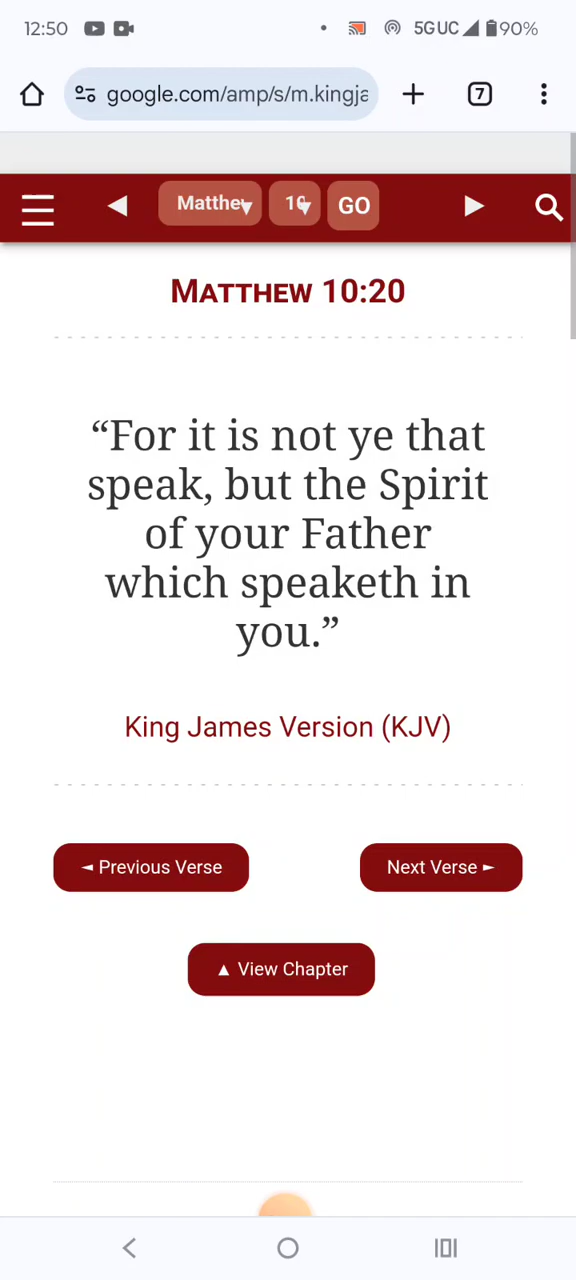 12:50 5GUC 90%
google.com/amp/s/m.kingja
7
Matthe 10 GO
MATTHEW 10:20
“For it is not ye that
speak, but the Spirit
of your Father
which speaketh in
you.”
King James Version (KJV)
◄ Previous Verse Next Verse ►
▲ View Chapter